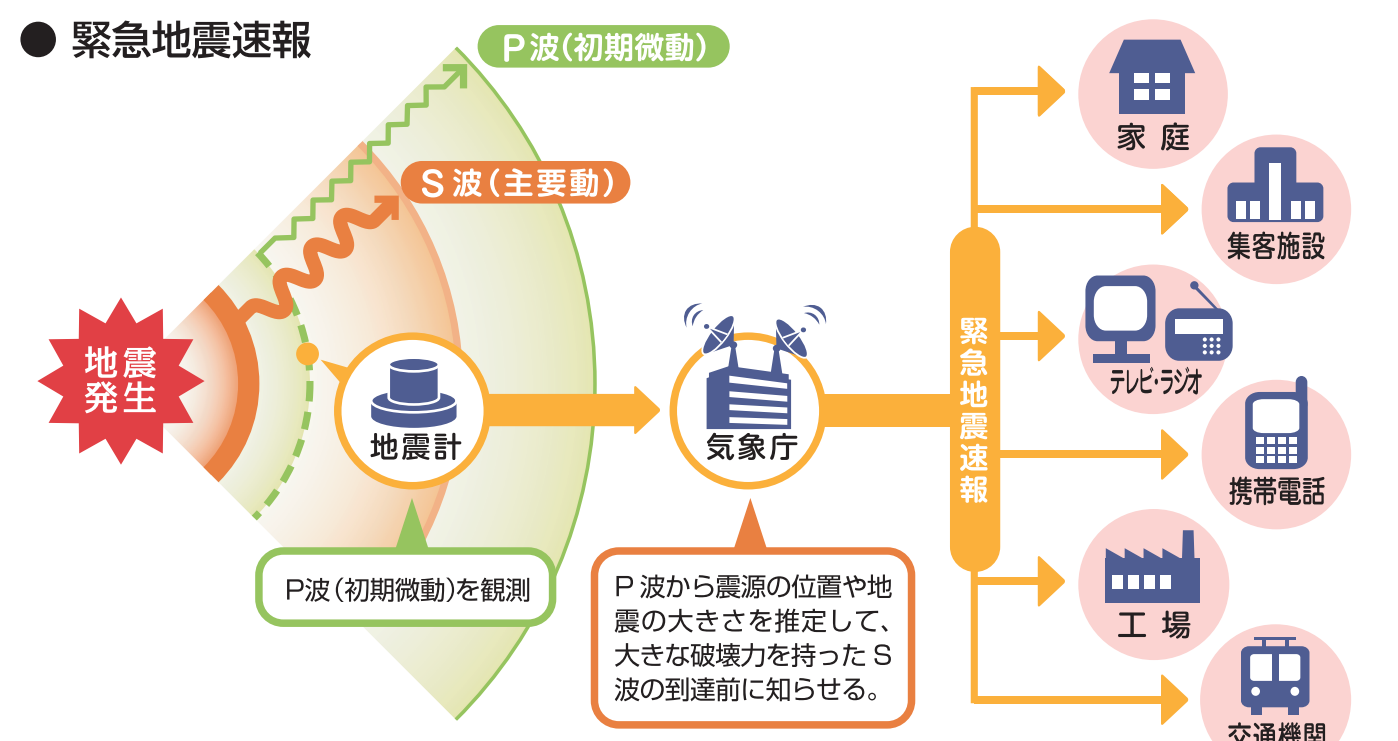 ● 緊急地震速報
P波(初期微動)
S波(主要動)
地震
発生
地震計
P波(初期微動)を観測
気象庁
P波から震源の位置や地
震の大きさを推定して、
大きな破壊力を持ったS
波の到達前に知らせる。
緊急地震速報
家庭
集客施設
テレビ・ラジオ
携帯電話
工場
交通機関